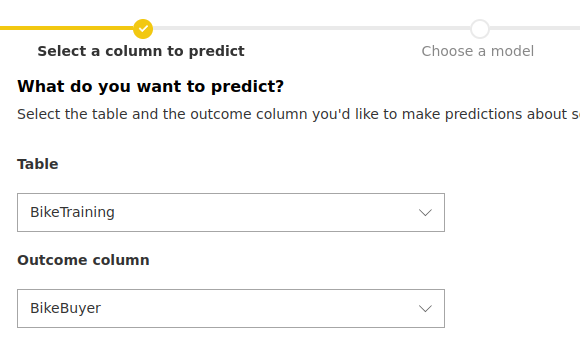 Select a column to predict
Choose a model
What do you want to predict?
Select the table and the outcome column you'd like to make predictions about
Table
BikeTraining
Outcome column
BikeBuyer